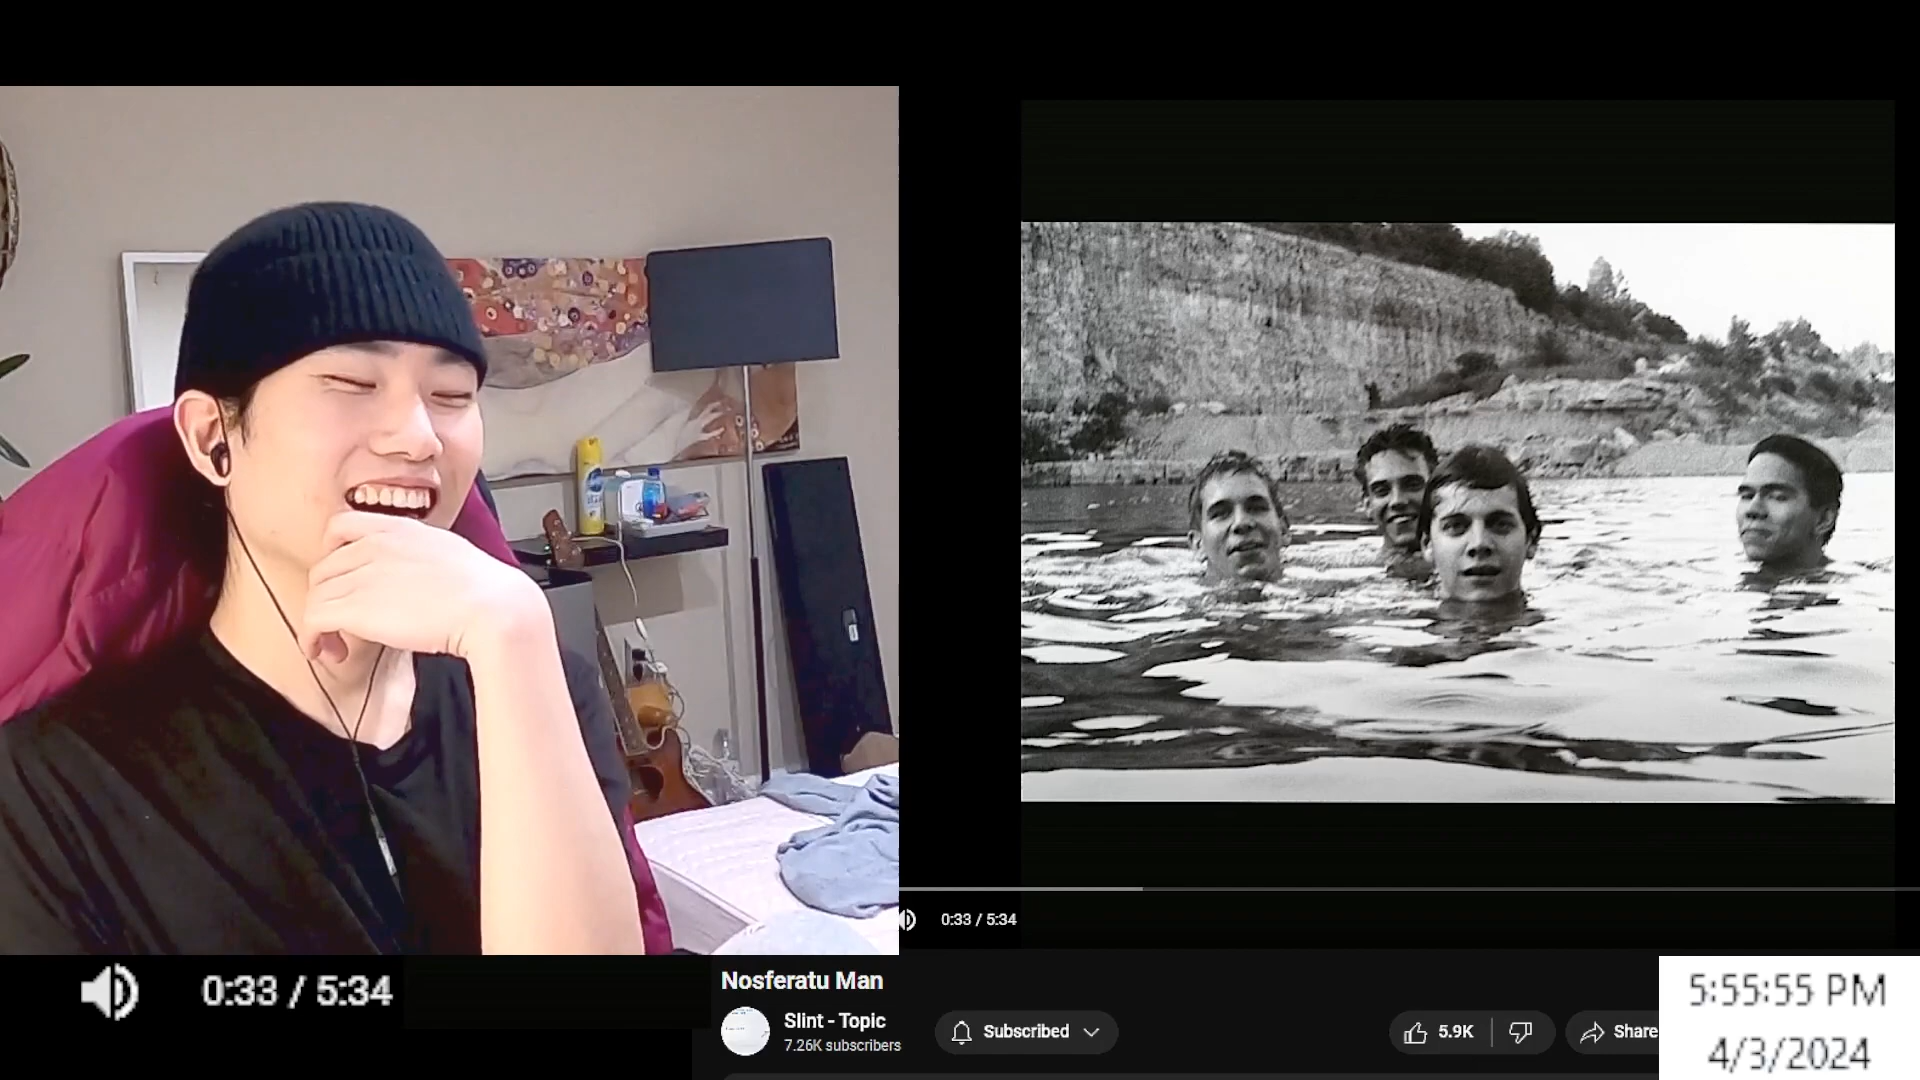 0:33 / 5:34
0:33 / 5:34
Nosferatu Man
Slint - Topic
7.26K subscribers
Subscribed
5.9K
Share
5:55:55 PM
4/3/2024